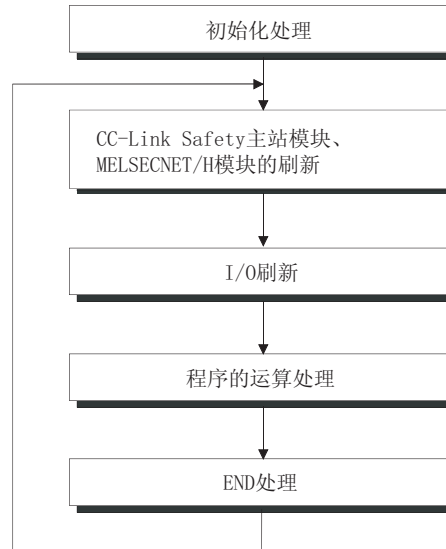 初始化处理
CC-Link Safety主站模块、
MELSECNET/H模块的刷新
I/O刷新
程序的运算处理
END处理